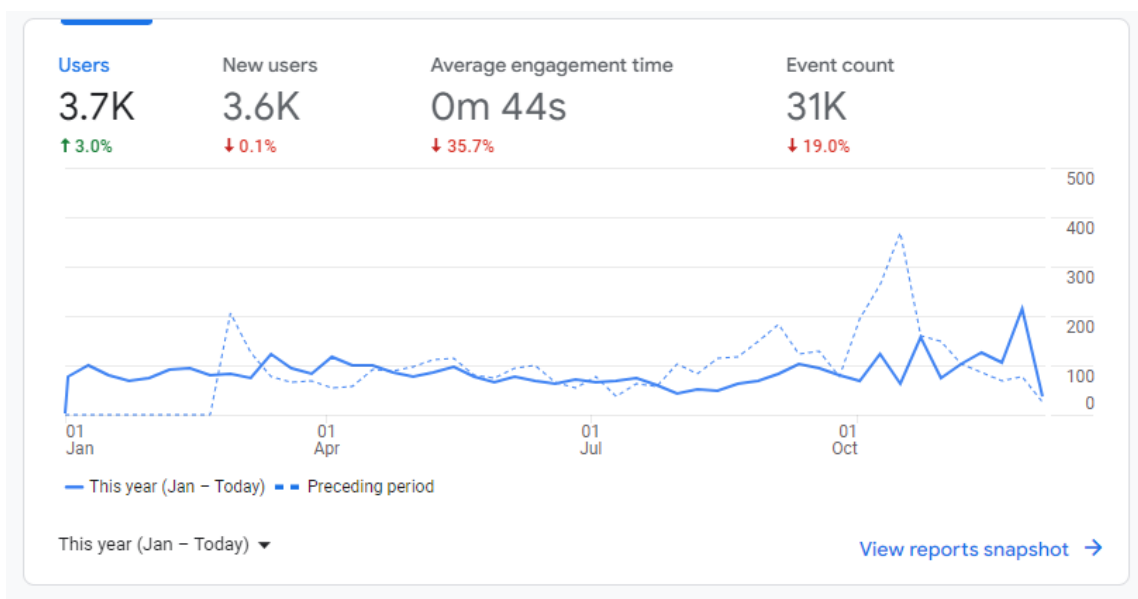 Users New users Average engagement time Event count
3.7K 3.6K 0m 44s 31K
↑ 3.0% ↓ 0.1% ↓ 35.7% ↓ 19.0%
500
400
300
200
100
0
01 01 01 01
Jan Apr Jul Oct
This year (Jan – Today) Preceding period
This year (Jan – Today) View reports snapshot →